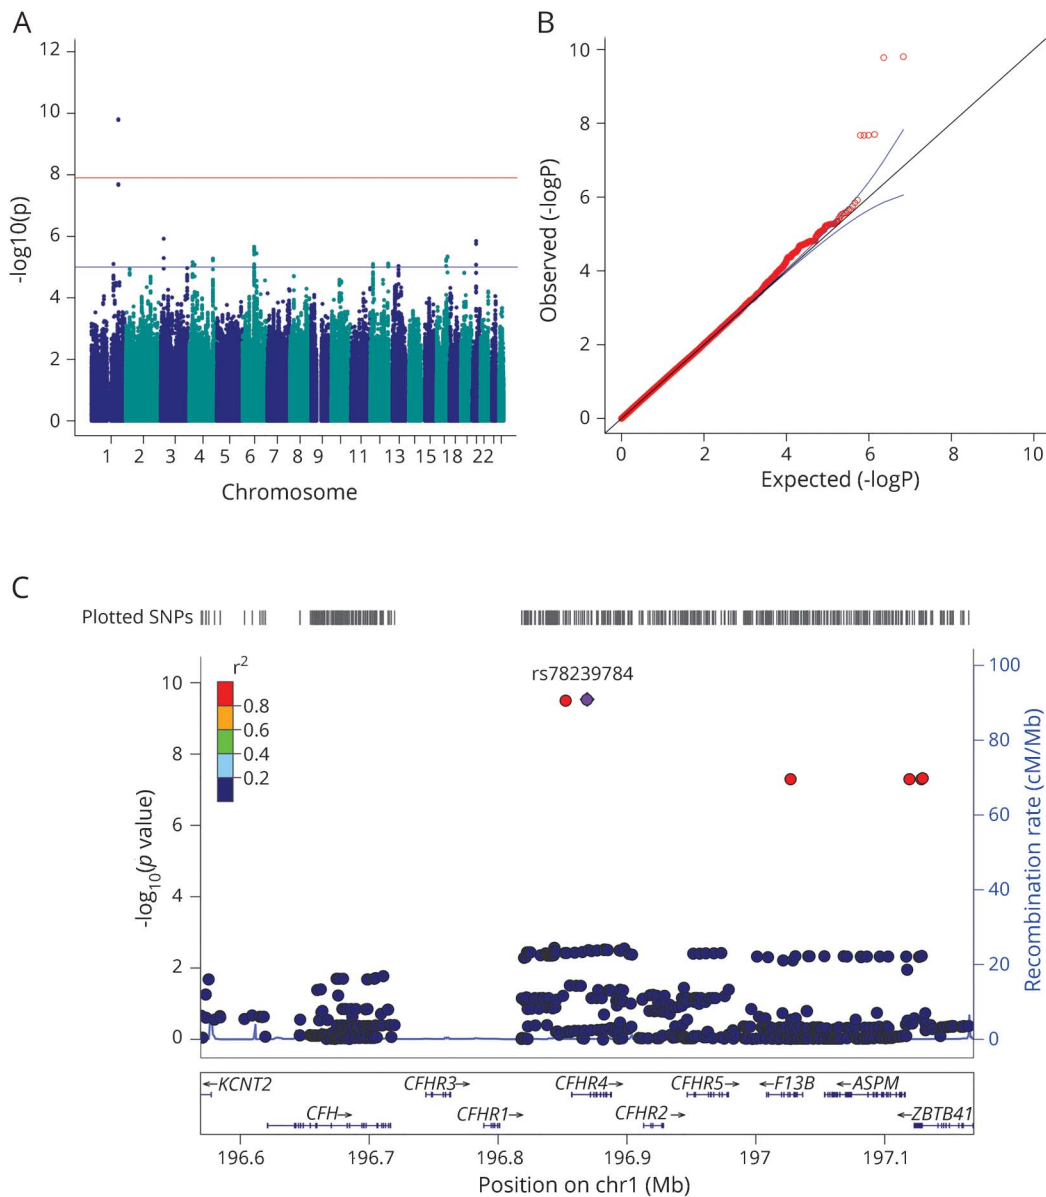 A
12
10
8
6
4
2
0
-log10(p)
1 2 3 4 5 6 7 8 9 11 13 15 18 22
Chromosome
B
10
8
6
4
2
0
Observed (-logP)
0 2 4 6 8 10
Expected (-logP)
C
Plotted SNPs
r2
0.8
0.6
0.4
0.2
rs78239784
10
8
6
4
2
0
-log10(p value)
100
80
60
40
20
0
Recombination rate (cM/Mb)
←KCNT2 CFHR3→ CFHR4→ CFHR5→ ←F13B ←ASPM
CFH→ CFHR1→ CFHR2→ ←ZBTB41
196.6 196.7 196.8 196.9 197 197.1
Position on chr1 (Mb)